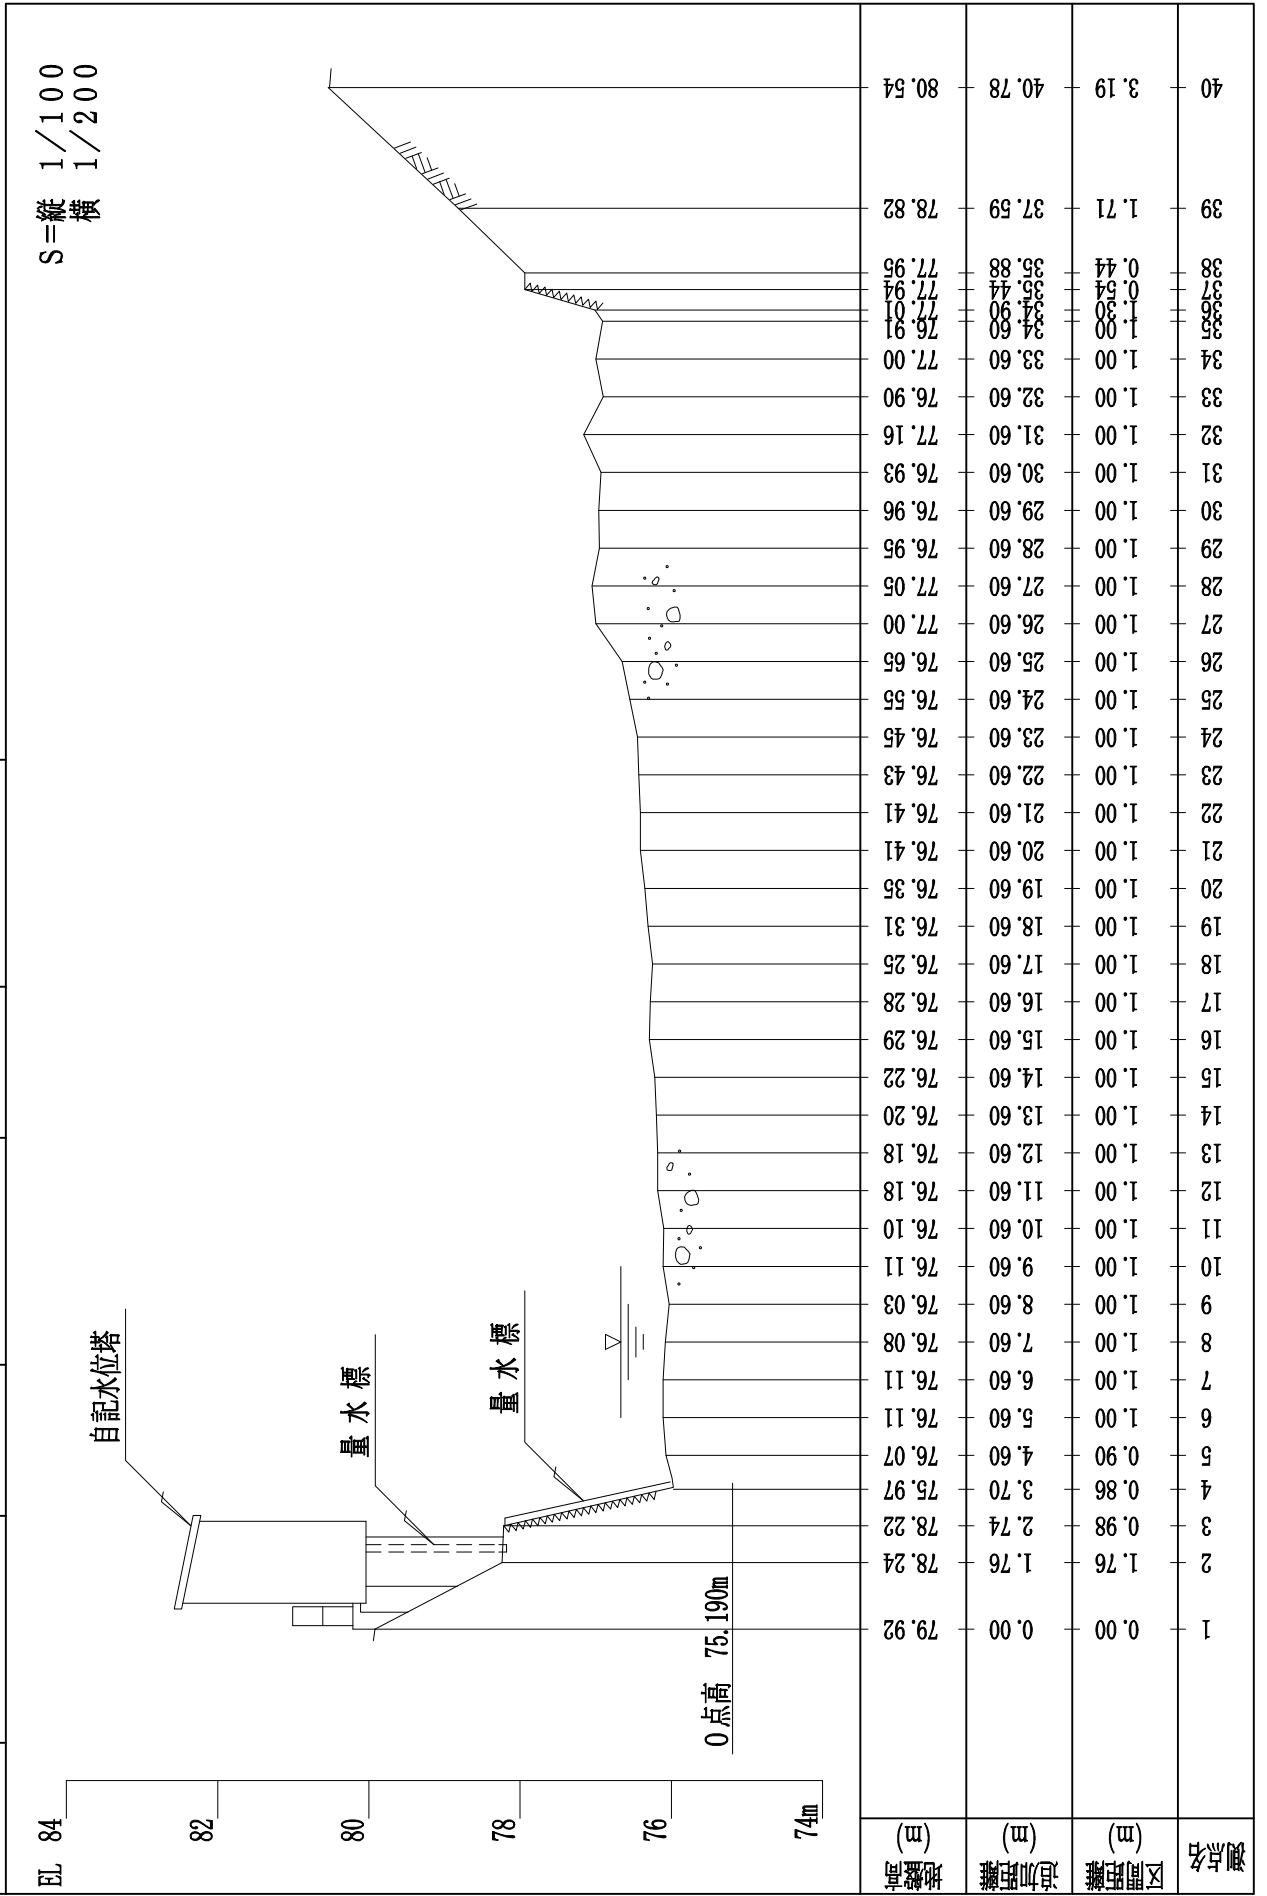 S=縦 1/100
横 1/200
自記水位塔
量水標
量水標
0点高 75.190m
EL 84
82
80
78
76
74m
地盤高
(m)
79.92 78.24 78.22 75.97 76.07 76.11 76.11 76.08 76.03 76.11 76.10 76.18 76.18 76.20 76.22 76.29 76.28 76.25 76.31 76.35 76.41 76.41 76.43 76.45 76.55 76.65 77.00 77.05 76.95 76.96 76.93 77.16 76.90 77.00 76.91 77.01 77.94 77.95 78.82 80.54
追加距離
(m)
0.00 1.76 2.74 3.70 4.60 5.60 6.60 7.60 8.60 9.60 10.60 11.60 12.60 13.60 14.60 15.60 16.60 17.60 18.60 19.60 20.60 21.60 22.60 23.60 24.60 25.60 26.60 27.60 28.60 29.60 30.60 31.60 32.60 33.60 34.60 34.90 35.44 35.88 37.59 40.78
区間距離
(m)
0.00 1.76 0.98 0.86 0.90 1.00 1.00 1.00 1.00 1.00 1.00 1.00 1.00 1.00 1.00 1.00 1.00 1.00 1.00 1.00 1.00 1.00 1.00 1.00 1.00 1.00 1.00 1.00 1.00 1.00 1.00 1.00 1.00 1.00 1.00 1.30 0.54 0.44 1.71 3.19
測点名
1 2 3 4 5 6 7 8 9 10 11 12 13 14 15 16 17 18 19 20 21 22 23 24 25 26 27 28 29 30 31 32 33 34 35 36 37 38 39 40